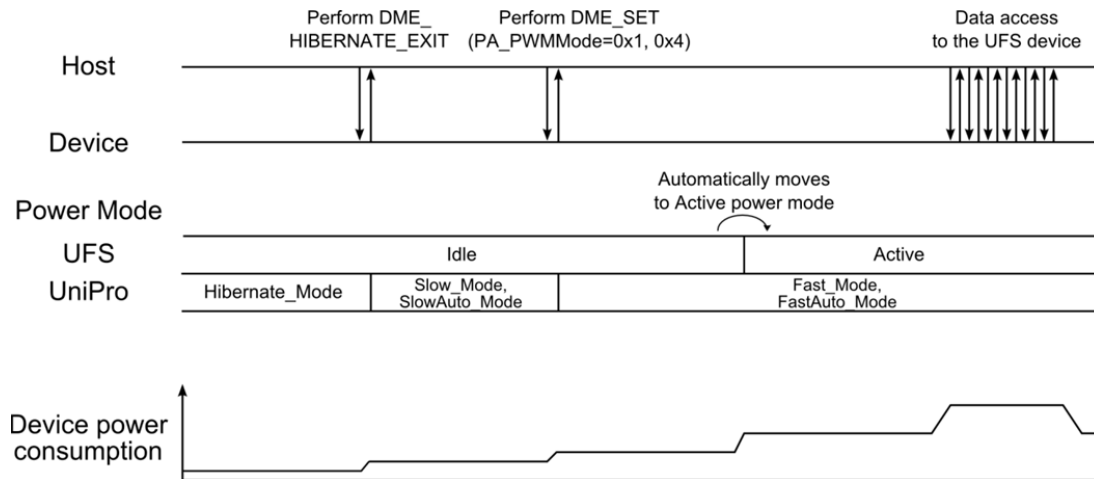 Perform DME_
HIBERNATE_EXIT
Perform DME_SET
(PA_PWMMode=0x1, 0x4)
Data access
to the UFS device
Host
Device
Automatically moves
to Active power mode
Power Mode
UFS
Idle
Active
UniPro
Hibernate_Mode
Slow_Mode,
SlowAuto_Mode
Fast_Mode,
FastAuto_Mode
Device power
consumption